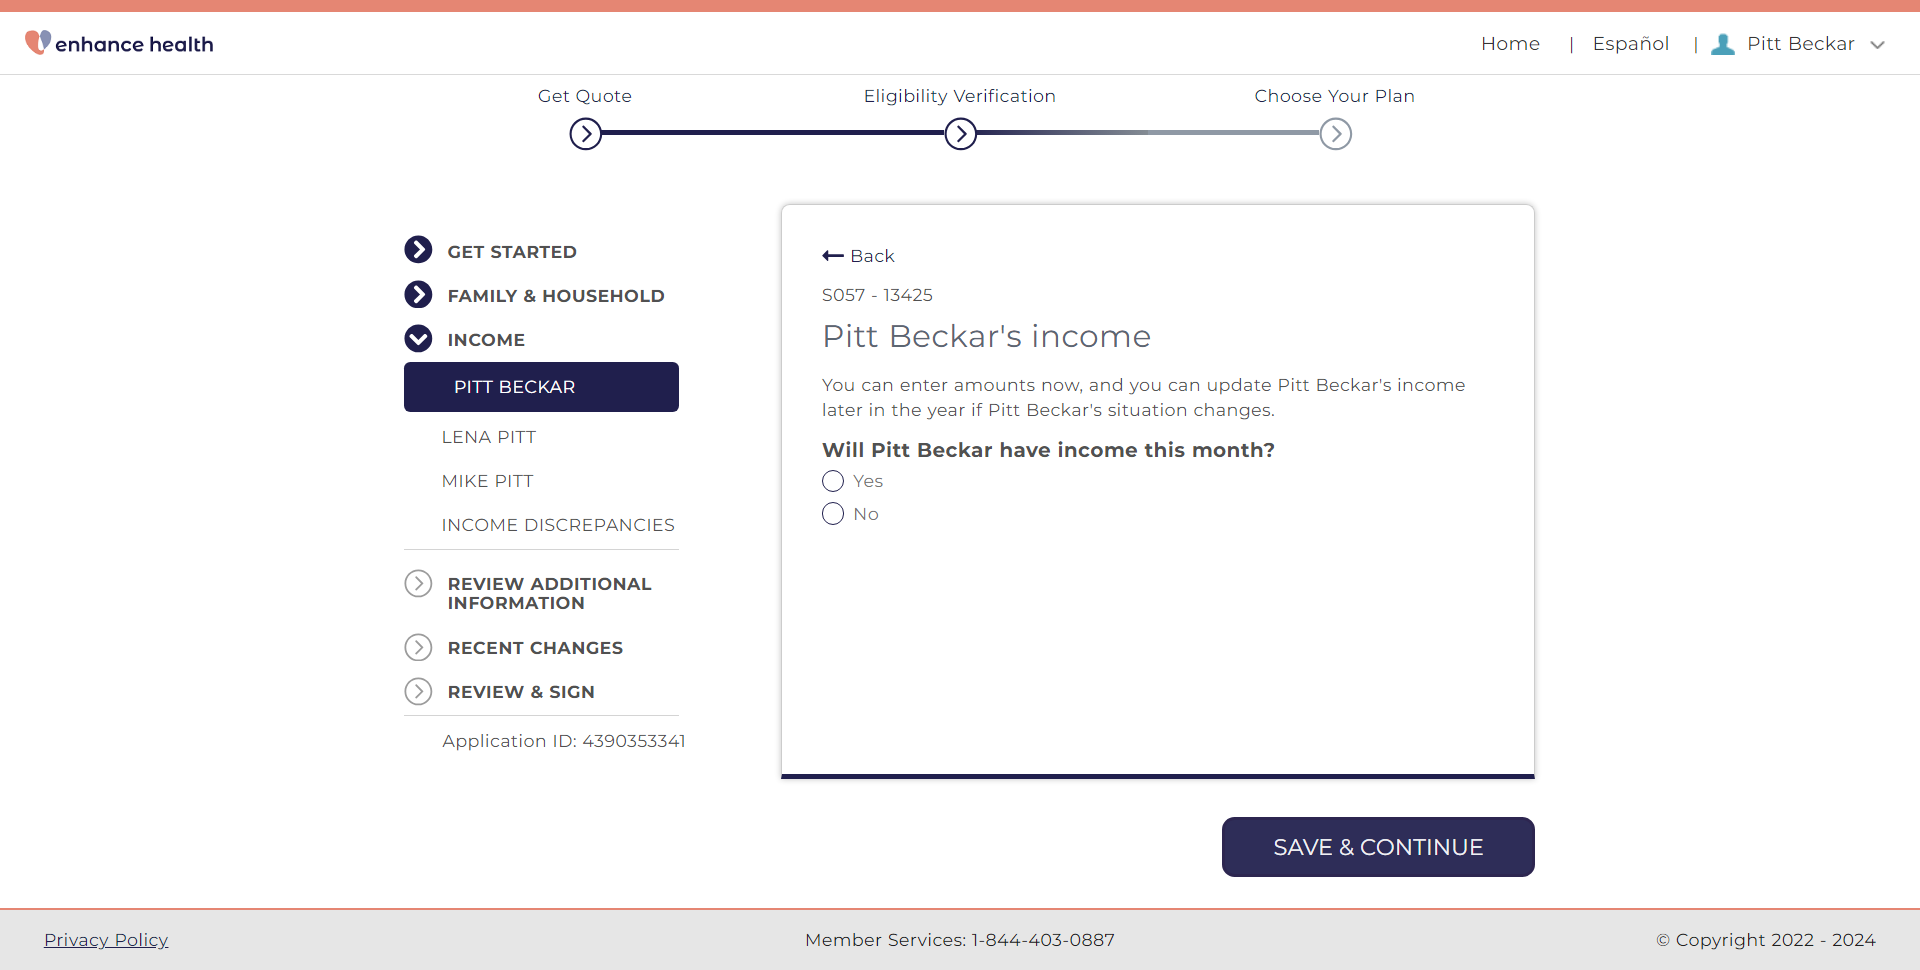 enhance health
Home | Español | Pitt Beckar
Get Quote
Eligibility Verification
Choose Your Plan
GET STARTED
FAMILY & HOUSEHOLD
INCOME
PITT BECKAR
LENA PITT
MIKE PITT
INCOME DISCREPANCIES
REVIEW ADDITIONAL
INFORMATION
RECENT CHANGES
REVIEW & SIGN
Application ID: 4390353341
Back
S057 - 13425
Pitt Beckar's income
You can enter amounts now, and you can update Pitt Beckar's income
later in the year if Pitt Beckar's situation changes.
Will Pitt Beckar have income this month?
Yes
No
SAVE & CONTINUE
Privacy Policy
Member Services: 1-844-403-0887
© Copyright 2022 - 2024